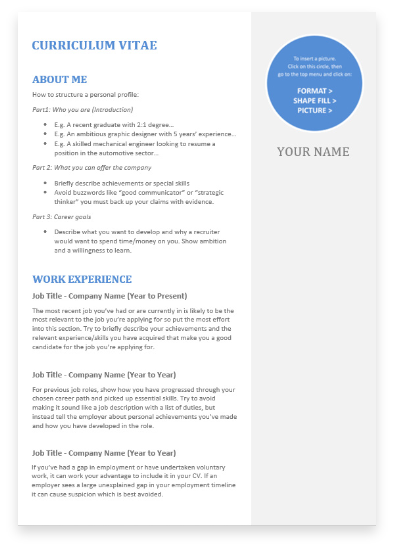 CURRICULUM VITAE
ABOUT ME
How to structure a personal profile:
Part1: Who you are (Introduction)
• E.g. A recent graduate with 2:1 degree...
• E.g. An ambitious graphic designer with 5 years' experience...
• E.g. A skilled mechanical engineer looking to resume a
position in the automotive sector...
Part 2: What you can offer the company
• Briefly describe achievements or special skills
• Avoid buzzwords like "good communicator" or "strategic
thinker" you must back up your claims with evidence.
Part 3: Career goals
• Describe what you want to develop and why a recruiter
would want to spend time/money on you. Show ambition
and a willingness to learn.
WORK EXPERIENCE
Job Title - Company Name (Year to Present)
The most recent job you've had or are currently in is likely to be the
most relevant to the job you're applying for so put the most effort
into this section. Try to briefly describe your achievements and the
relevant experience/skills you have acquired that make you a good
candidate for the job you're applying for.
Job Title - Company Name (Year to Year)
For previous job roles, show how you have progressed through your
chosen career path and picked up essential skills. Try to avoid
making it sound like a job description with a list of duties, but
instead tell the employer about personal achievements you've made
and how you have developed in the role.
Job Title - Company Name (Year to Year)
If you've had a gap in employment or have undertaken voluntary
work, it can work your advantage to include it in your CV. If an
employer sees a large unexplained gap in your employment timeline
it can cause suspicion which is best avoided.
To insert a picture.
Click on this circle, then
go to the top menu and click on:
FORMAT >
SHAPE FILL >
PICTURE >
YOUR NAME